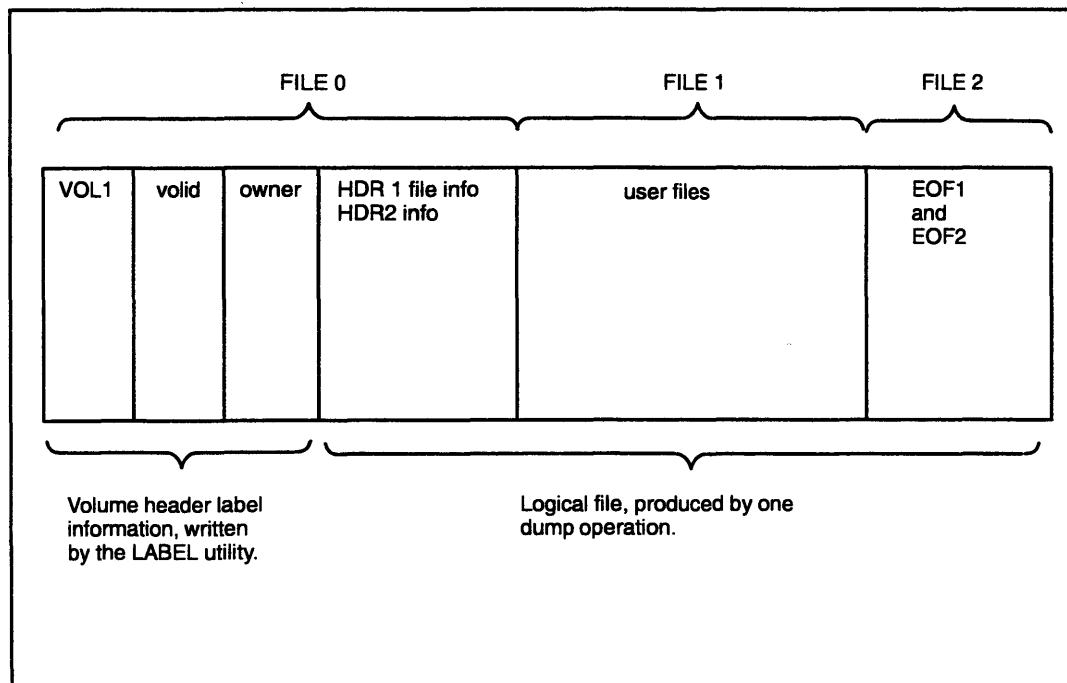 FILE 0 FILE 1 FILE 2
VOL1 volid owner HDR 1 file info user files EOF1
HDR2 info and
EOF2
Volume header label
information, written
by the LABEL utility.
Logical file, produced by one
dump operation.